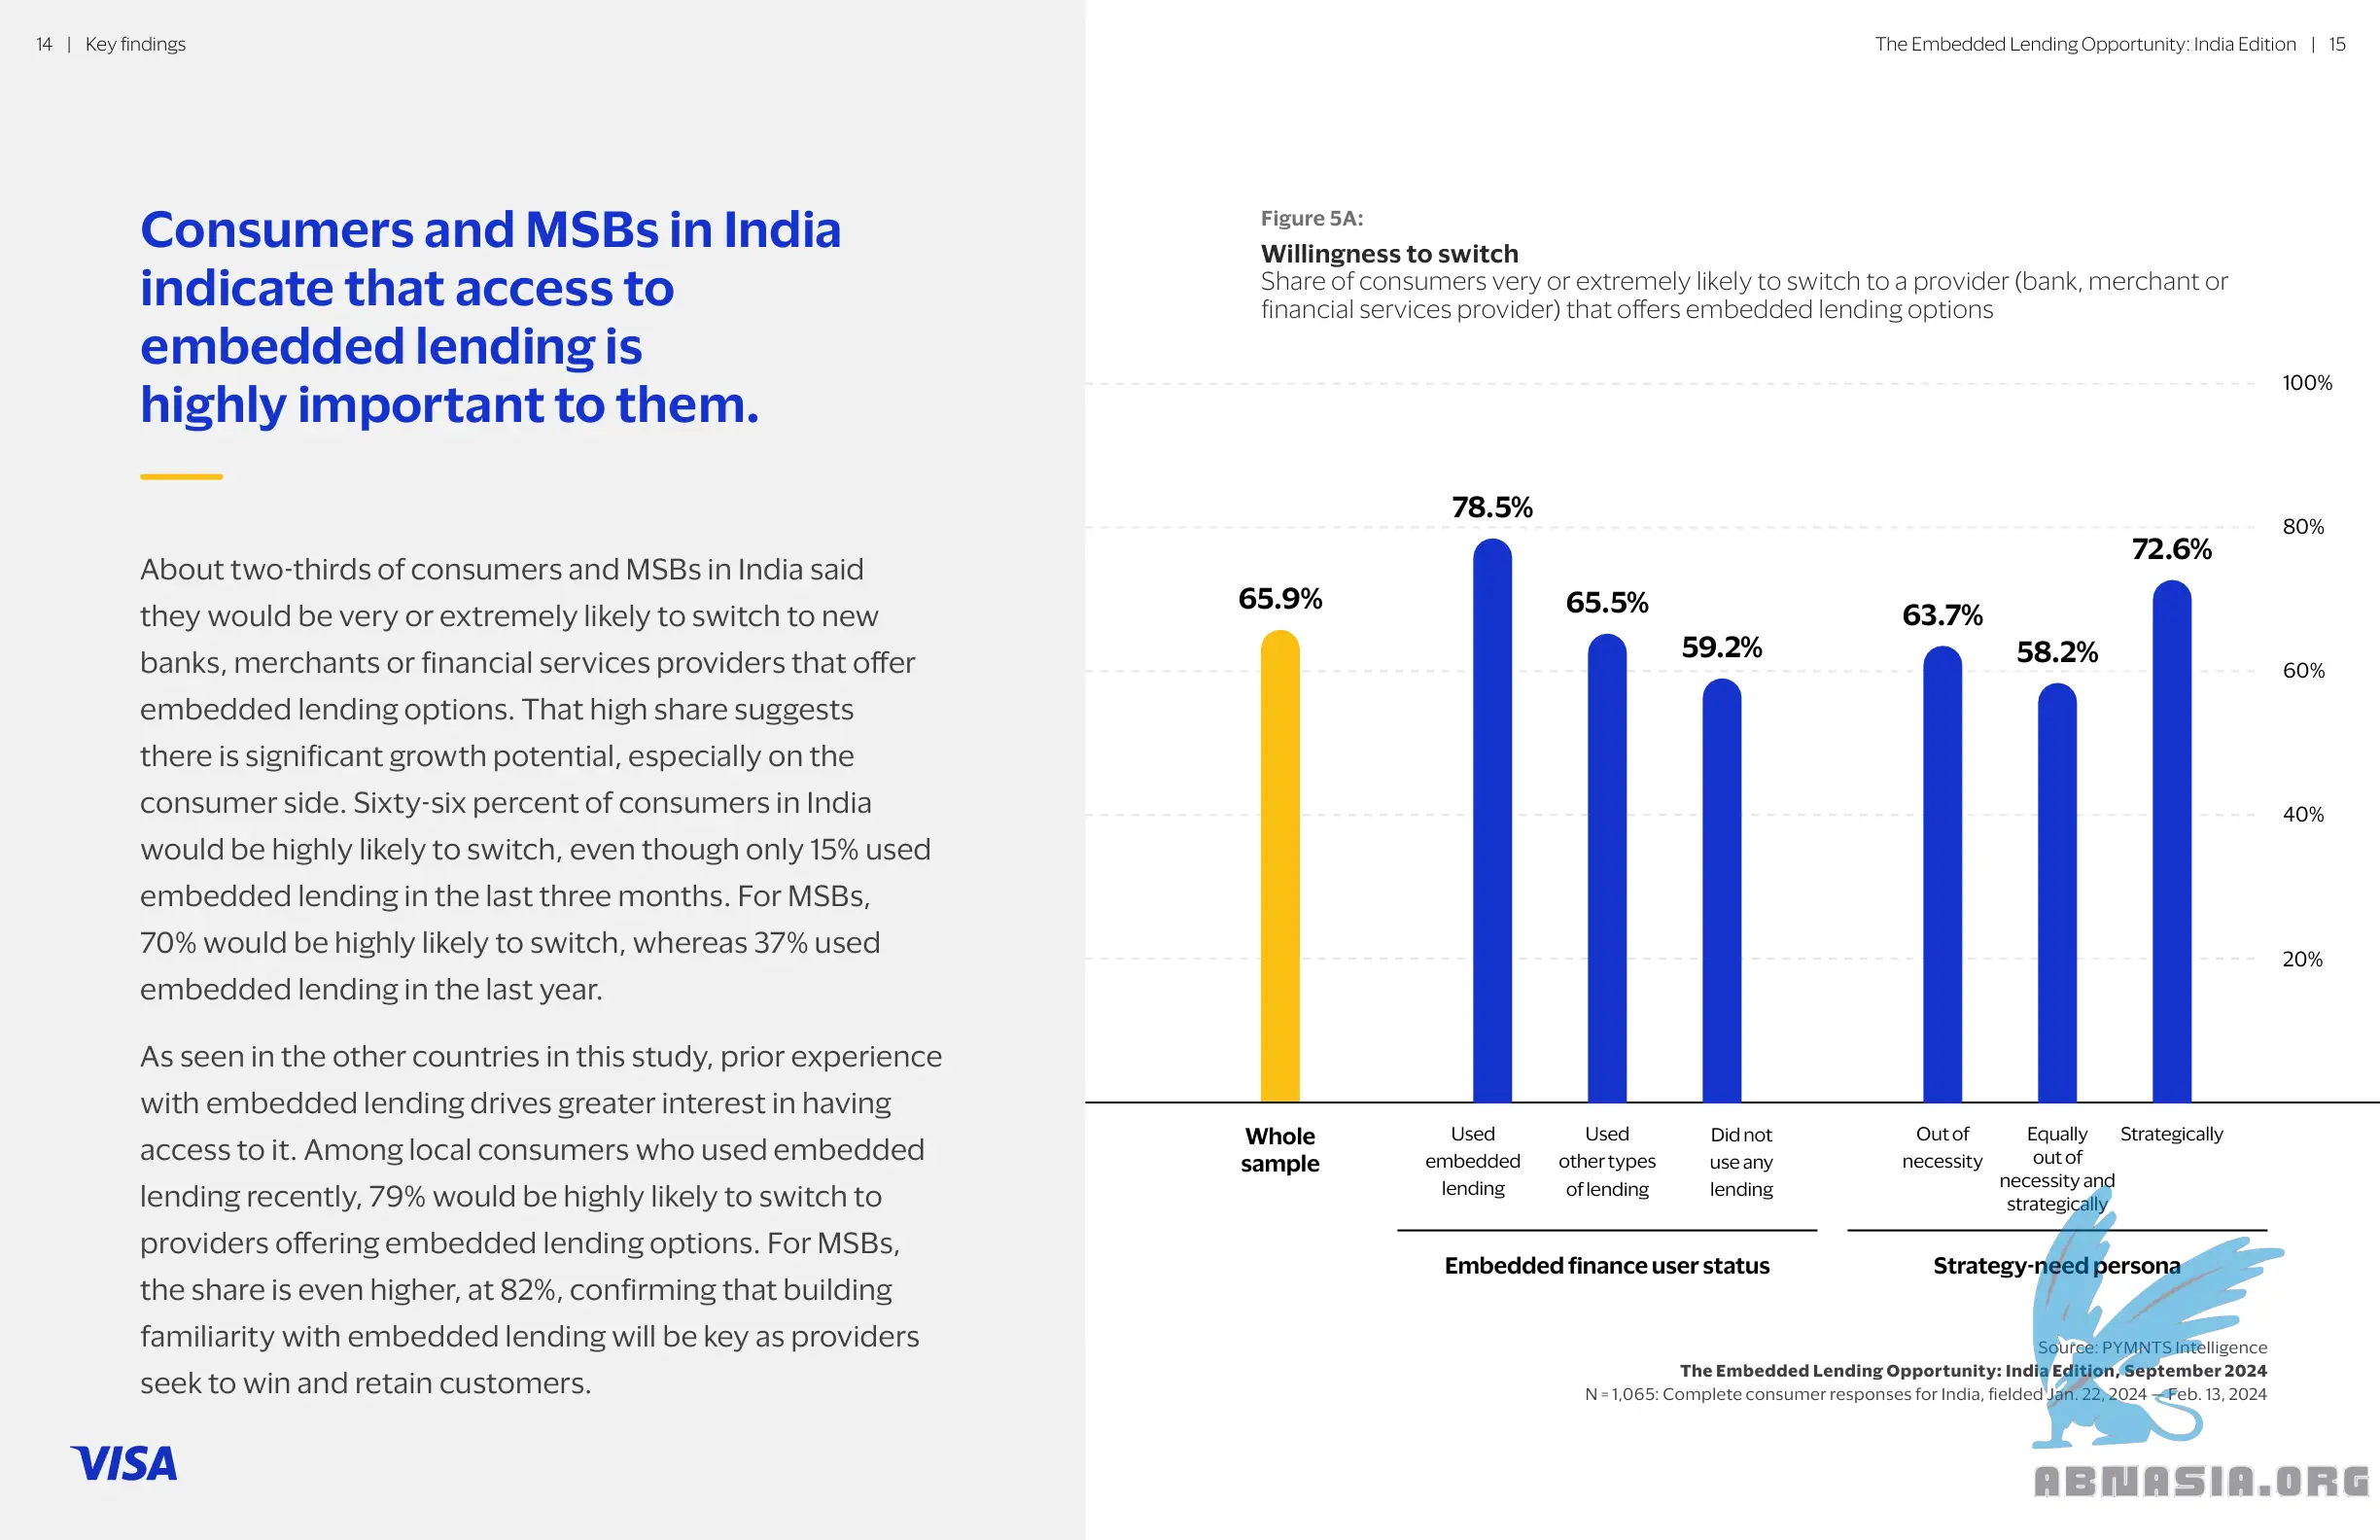 14 | Key findings
The Embedded Lending Opportunity: India Edition | 15
Consumers and MSBs in India
indicate that access to
embedded lending is
highly important to them.
About two-thirds of consumers and MSBs in India said
they would be very or extremely likely to switch to new
banks, merchants or financial services providers that offer
embedded lending options. That high share suggests
there is significant growth potential, especially on the
consumer side. Sixty-six percent of consumers in India
would be highly likely to switch, even though only 15% used
embedded lending in the last three months. For MSBs,
70% would be highly likely to switch, whereas 37% used
embedded lending in the last year.
As seen in the other countries in this study, prior experience
with embedded lending drives greater interest in having
access to it. Among local consumers who used embedded
lending recently, 79% would be highly likely to switch to
providers offering embedded lending options. For MSBs,
the share is even higher, at 82%, confirming that building
familiarity with embedded lending will be key as providers
seek to win and retain customers.
VISA
Figure 5A:
Willingness to switch
Share of consumers very or extremely likely to switch to a provider (bank, merchant or
financial services provider) that offers embedded lending options
100%
80%
60%
40%
20%
65.9%
78.5%
65.5%
59.2%
63.7%
58.2%
72.6%
Whole
sample
Used
embedded
lending
Used
other types
of lending
Did not
use any
lending
Out of
necessity
Equally
out of
necessity and
strategically
Strategically
Embedded finance user status
Strategy-need persona
Source: PYMNTS Intelligence
The Embedded Lending Opportunity: India Edition, September 2024
N = 1,065: Complete consumer responses for India, fielded Jan. 22, 2024 — Feb. 13, 2024
ABNASIA.ORG